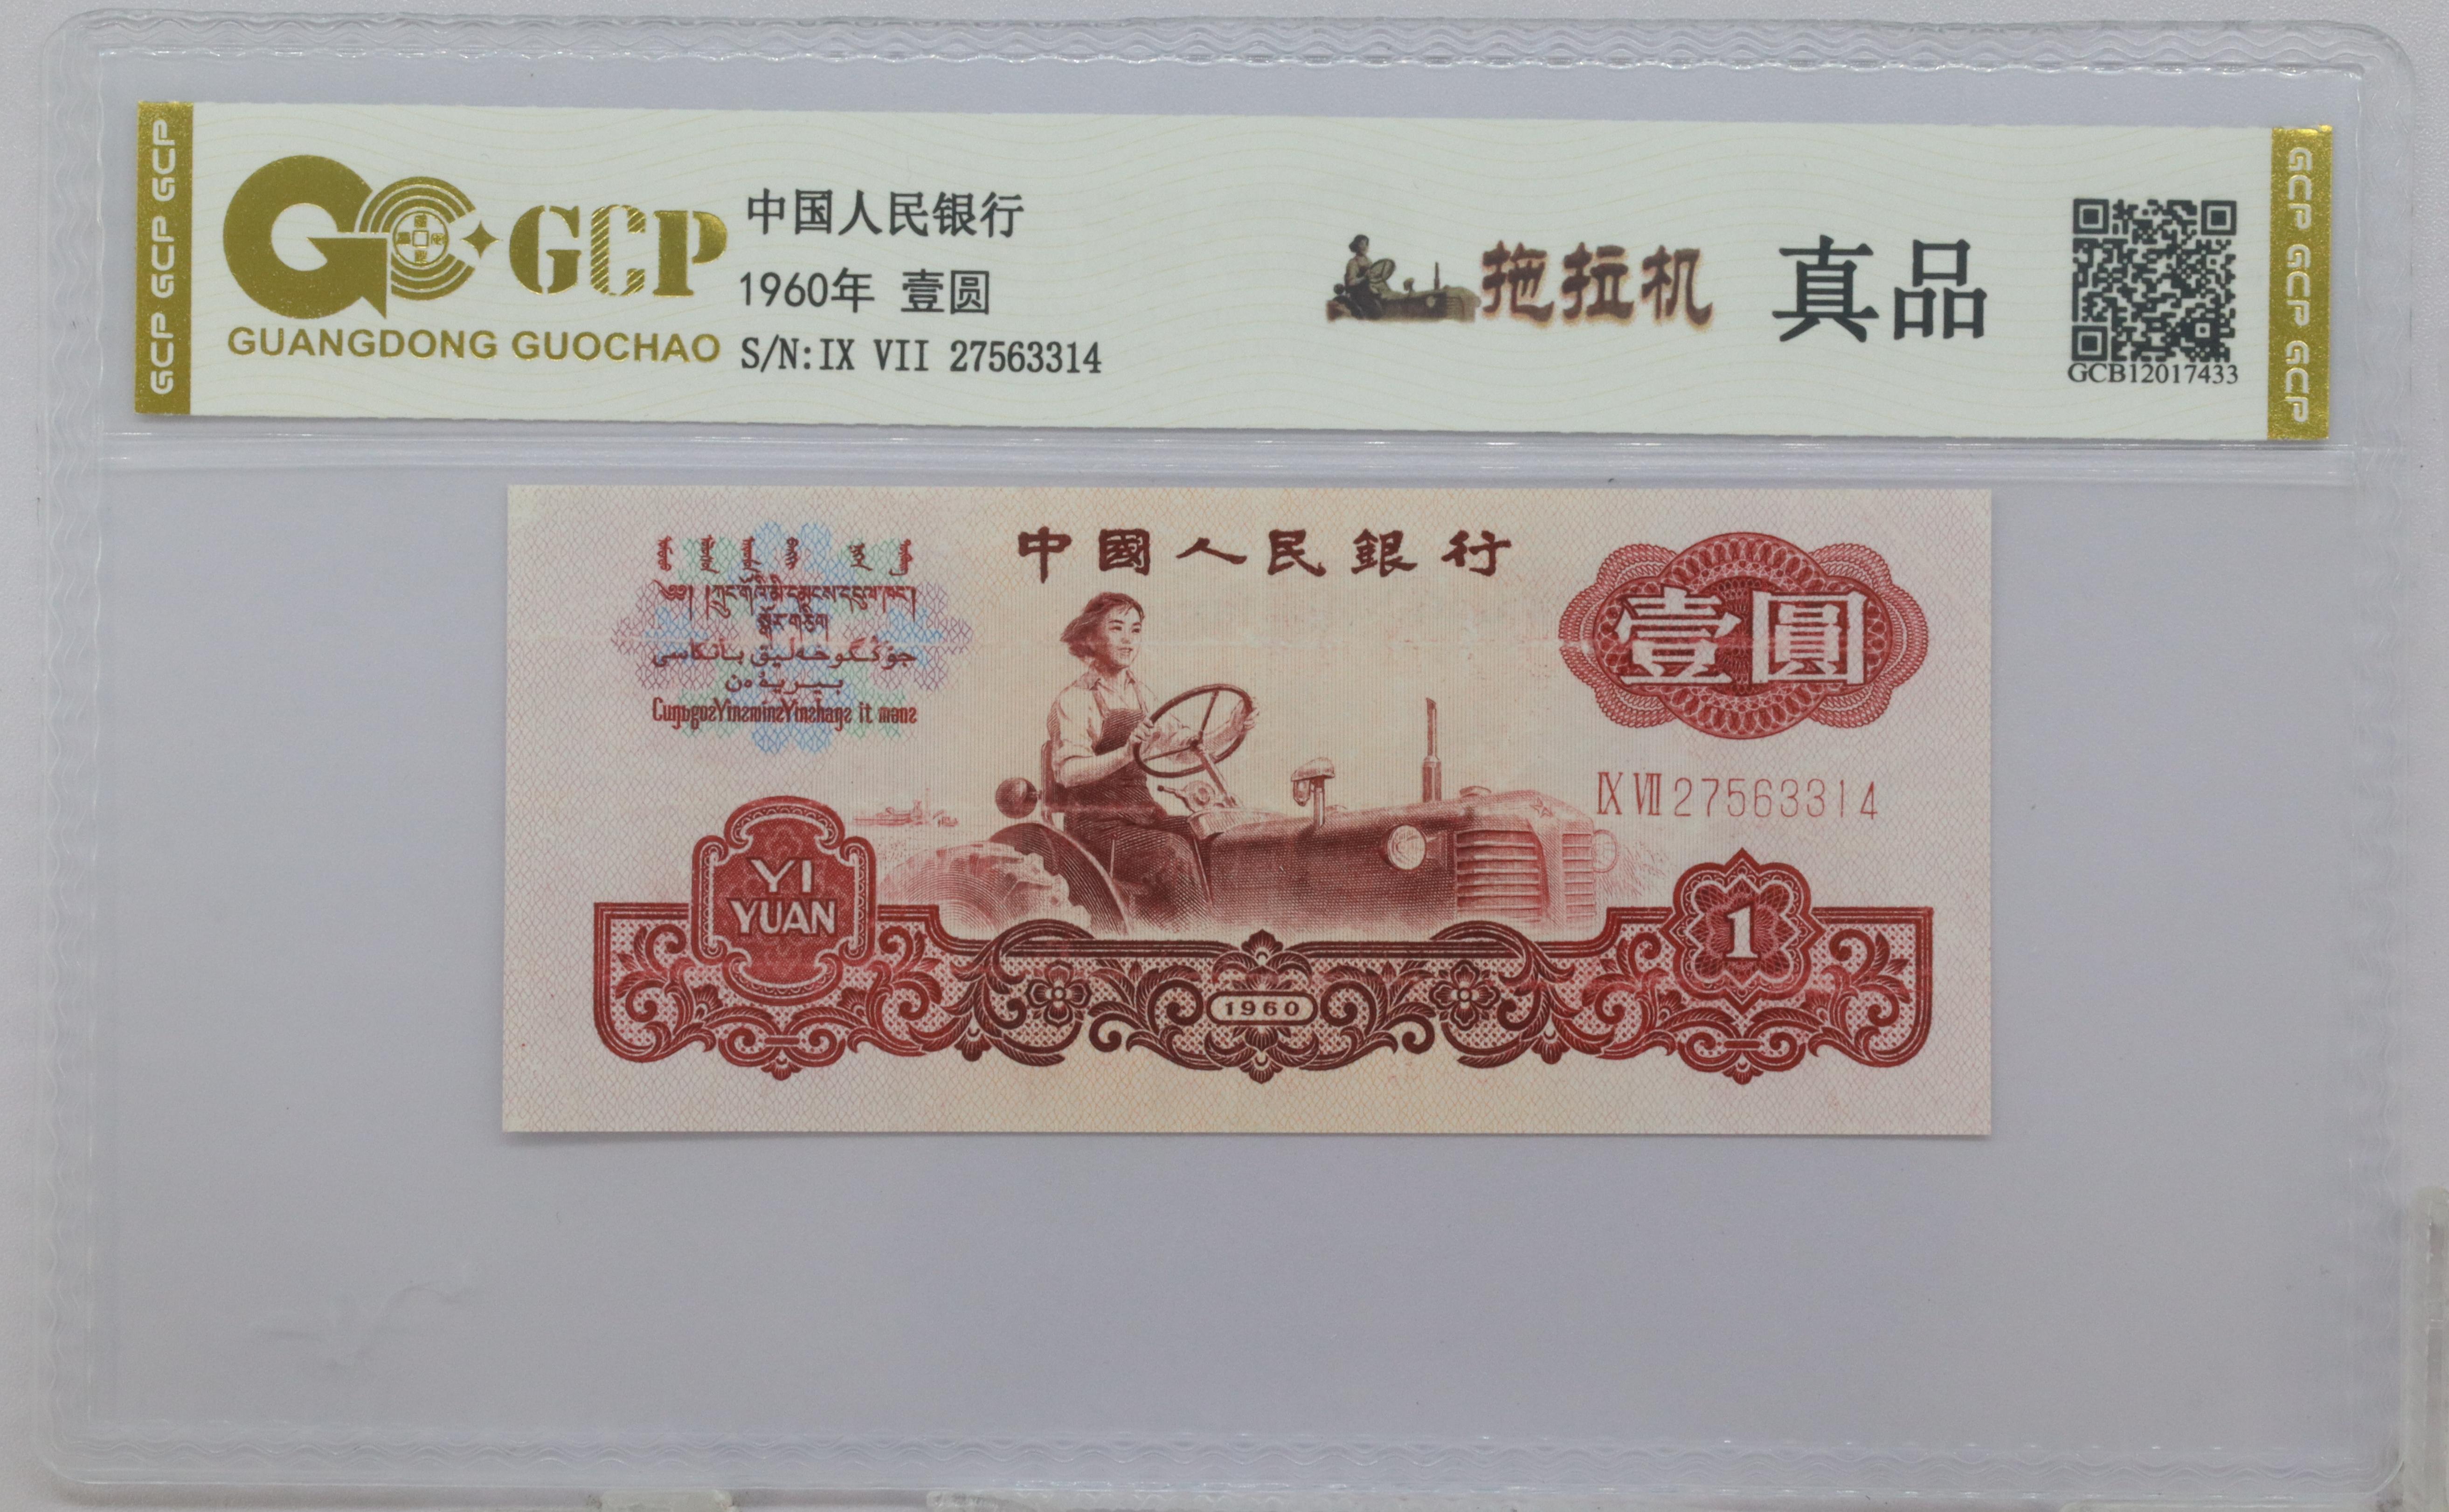 GCP GCP GCP
GCP
GUANGDONG GUOCHAO
中国人民银行
1960年 壹圆
S/N:IX VII 27563314
拖拉机
真品
GCB12017433
GCP GCP GCP
中國人民銀行
壹圓
IX VII 27563314
YI
YUAN
1960
1